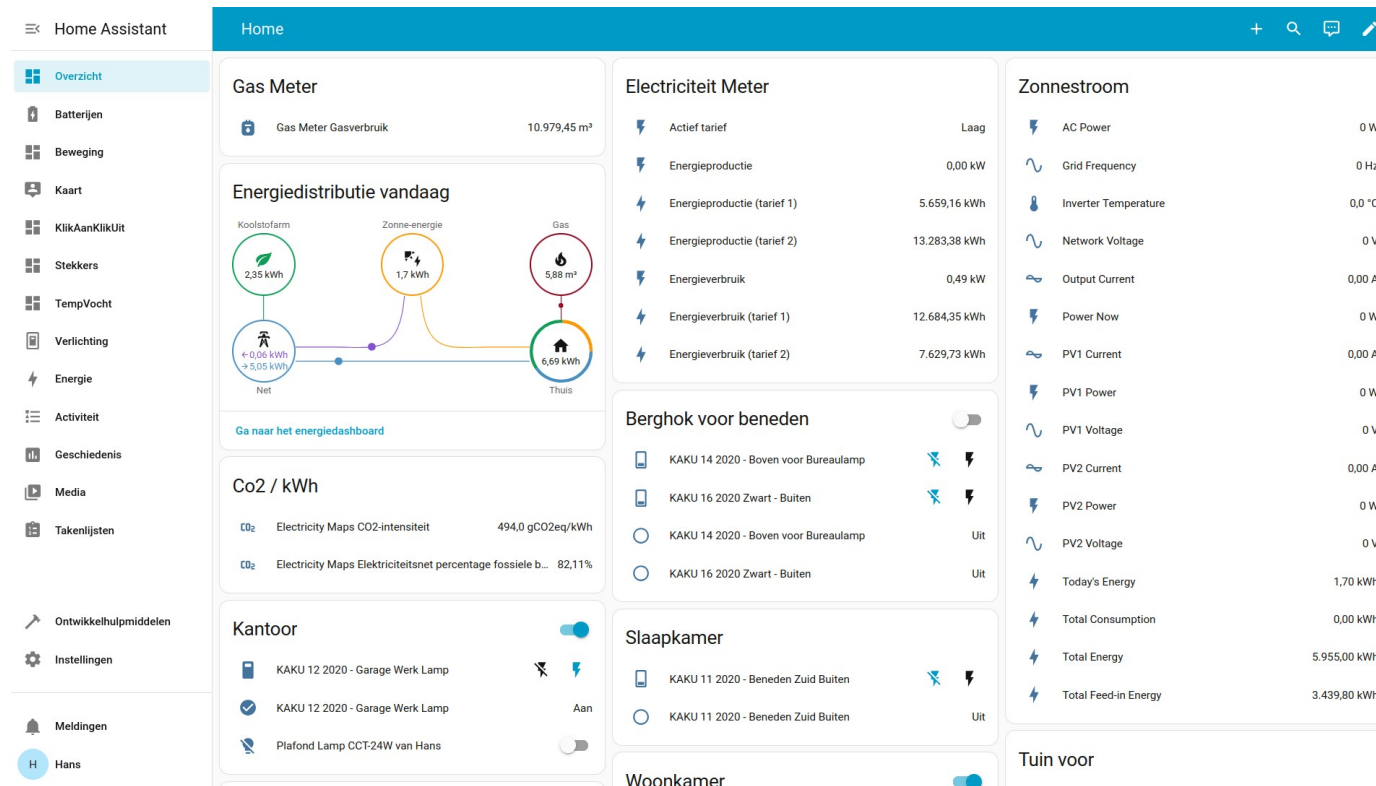 Home Assistant
Home
Overzicht
Batterijen
Beweging
Kaart
KlikAanKlikUit
Stekkers
TempVocht
Verlichting
Energie
Activiteit
Geschiedenis
Media
Takenlijsten
Ontwikkelhulpmiddelen
Instellingen
Meldingen
H Hans
Gas Meter
Gas Meter Gasverbruik 10.979,45 m³
Energiedistributie vandaag
Koolstofarm Zonne-energie Gas
2,35 kWh 1,7 kWh 5,88 m³
←0,06 kWh
→5,05 kWh
6,69 kWh
Net Thuis
Ga naar het energiedashboard
Co2 / kWh
CO2 Electricity Maps CO2-intensiteit 494,0 gCO2eq/kWh
CO2 Electricity Maps Elektriciteitsnet percentage fossiele b... 82,11%
Kantoor
KAKU 12 2020 - Garage Werk Lamp
KAKU 12 2020 - Garage Werk Lamp Aan
Plafond Lamp CCT-24W van Hans
Electriciteit Meter
Actief tarief Laag
Energieproductie 0,00 kW
Energieproductie (tarief 1) 5.659,16 kWh
Energieproductie (tarief 2) 13.283,38 kWh
Energieverbruik 0,49 kW
Energieverbruik (tarief 1) 12.684,35 kWh
Energieverbruik (tarief 2) 7.629,73 kWh
Berghok voor beneden
KAKU 14 2020 - Boven voor Bureaulamp
KAKU 16 2020 Zwart - Buiten
KAKU 14 2020 - Boven voor Bureaulamp Uit
KAKU 16 2020 Zwart - Buiten Uit
Slaapkamer
KAKU 11 2020 - Beneden Zuid Buiten
KAKU 11 2020 - Beneden Zuid Buiten Uit
Woonkamer
Zonnestroom
AC Power 0 W
Grid Frequency 0 Hz
Inverter Temperature 0,0 °C
Network Voltage 0 V
Output Current 0,00 A
Power Now 0 W
PV1 Current 0,00 A
PV1 Power 0 W
PV1 Voltage 0 V
PV2 Current 0,00 A
PV2 Power 0 W
PV2 Voltage 0 V
Today's Energy 1,70 kWh
Total Consumption 0,00 kWh
Total Energy 5.955,00 kWh
Total Feed-in Energy 3.439,80 kWh
Tuin voor